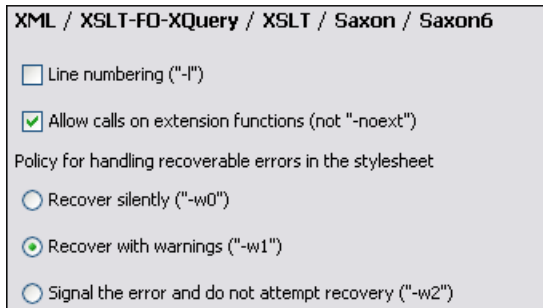 XML / XSLT-FO-XQuery / XSLT / Saxon / Saxon6
Line numbering ("-l")
Allow calls on extension functions (not "-noext")
Policy for handling recoverable errors in the stylesheet
Recover silently ("-w0")
Recover with warnings ("-w1")
Signal the error and do not attempt recovery ("-w2")